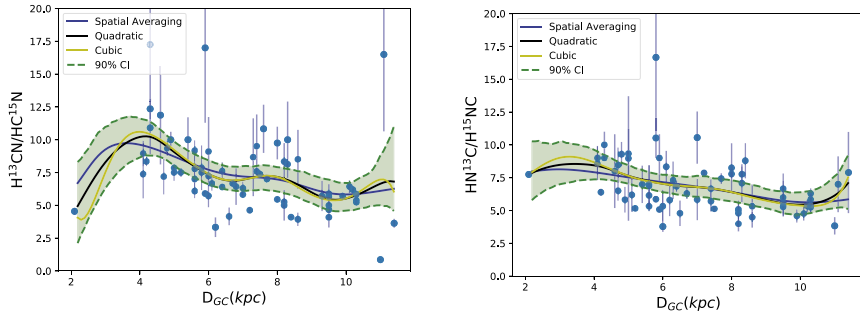 20.0
17.5
15.0
12.5
10.0
7.5
5.0
2.5
0.0
H¹³CN/HC¹⁵N
Spatial Averaging
Quadratic
Cubic
90% CI
2
4
6
8
10
D_GC(kpc)
20.0
17.5
15.0
12.5
10.0
7.5
5.0
2.5
0.0
HN¹³C/H¹⁵NC
Spatial Averaging
Quadratic
Cubic
90% CI
2
4
6
8
10
D_GC(kpc)